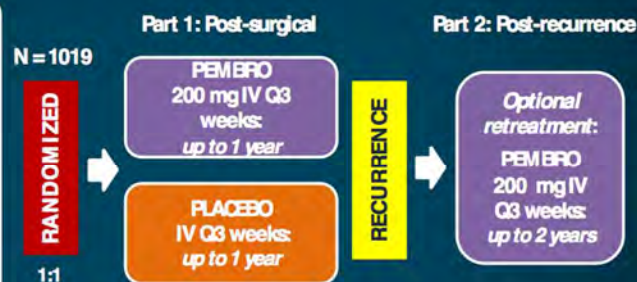 Part 1: Post-surgical
Part 2: Post-recurrence
N = 1019
RANDOMIZED
1:1
PEMBRO
200 mg IV Q3
weeks:
up to 1 year
PLACEBO
IV Q3 weeks:
up to 1 year
RECURRENCE
Optional
retreatment:
PEMBRO
200 mg IV
Q3 weeks:
up to 2 years